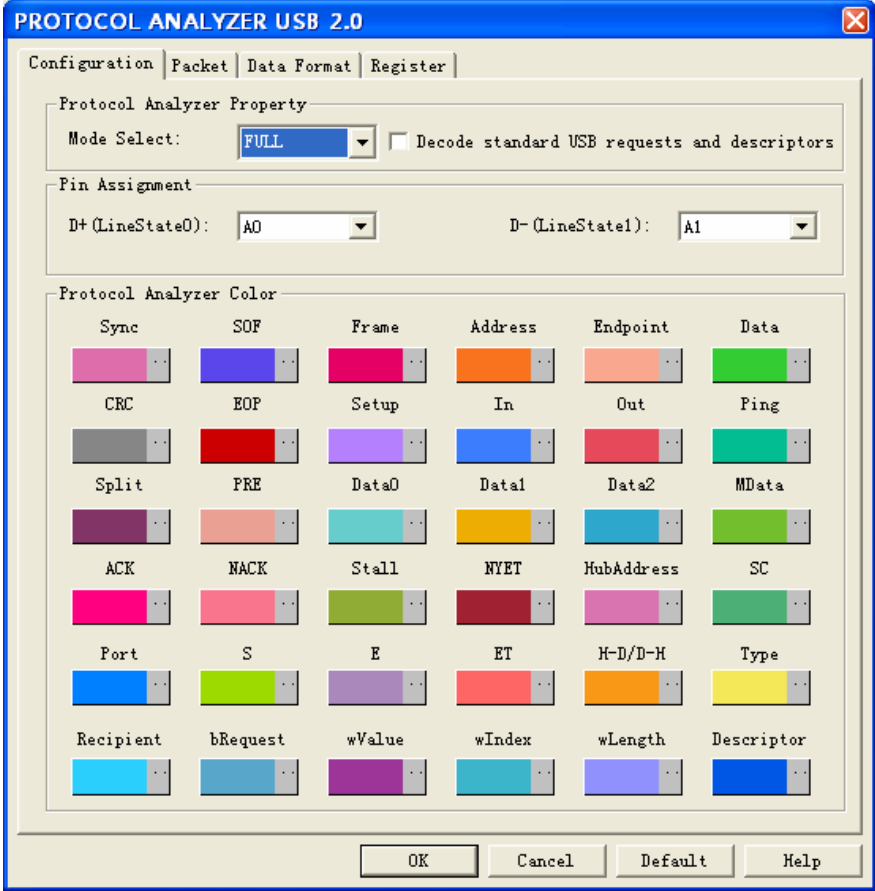 PROTOCOL ANALYZER USB 2.0
Configuration Packet Data Format Register
Protocol Analyzer Property
Mode Select: FULL Decode standard USB requests and descriptors
Pin Assignment
D+(LineState0): A0 D-(LineState1): A1
Protocol Analyzer Color
Sync SOF Frame Address Endpoint Data
CRC EOP Setup In Out Ping
Split PRE Data0 Data1 Data2 MData
ACK NACK Stall NYET HubAddress SC
Port S E ET H-D/D-H Type
Recipient bRequest wValue wIndex wLength Descriptor
OK Cancel Default Help